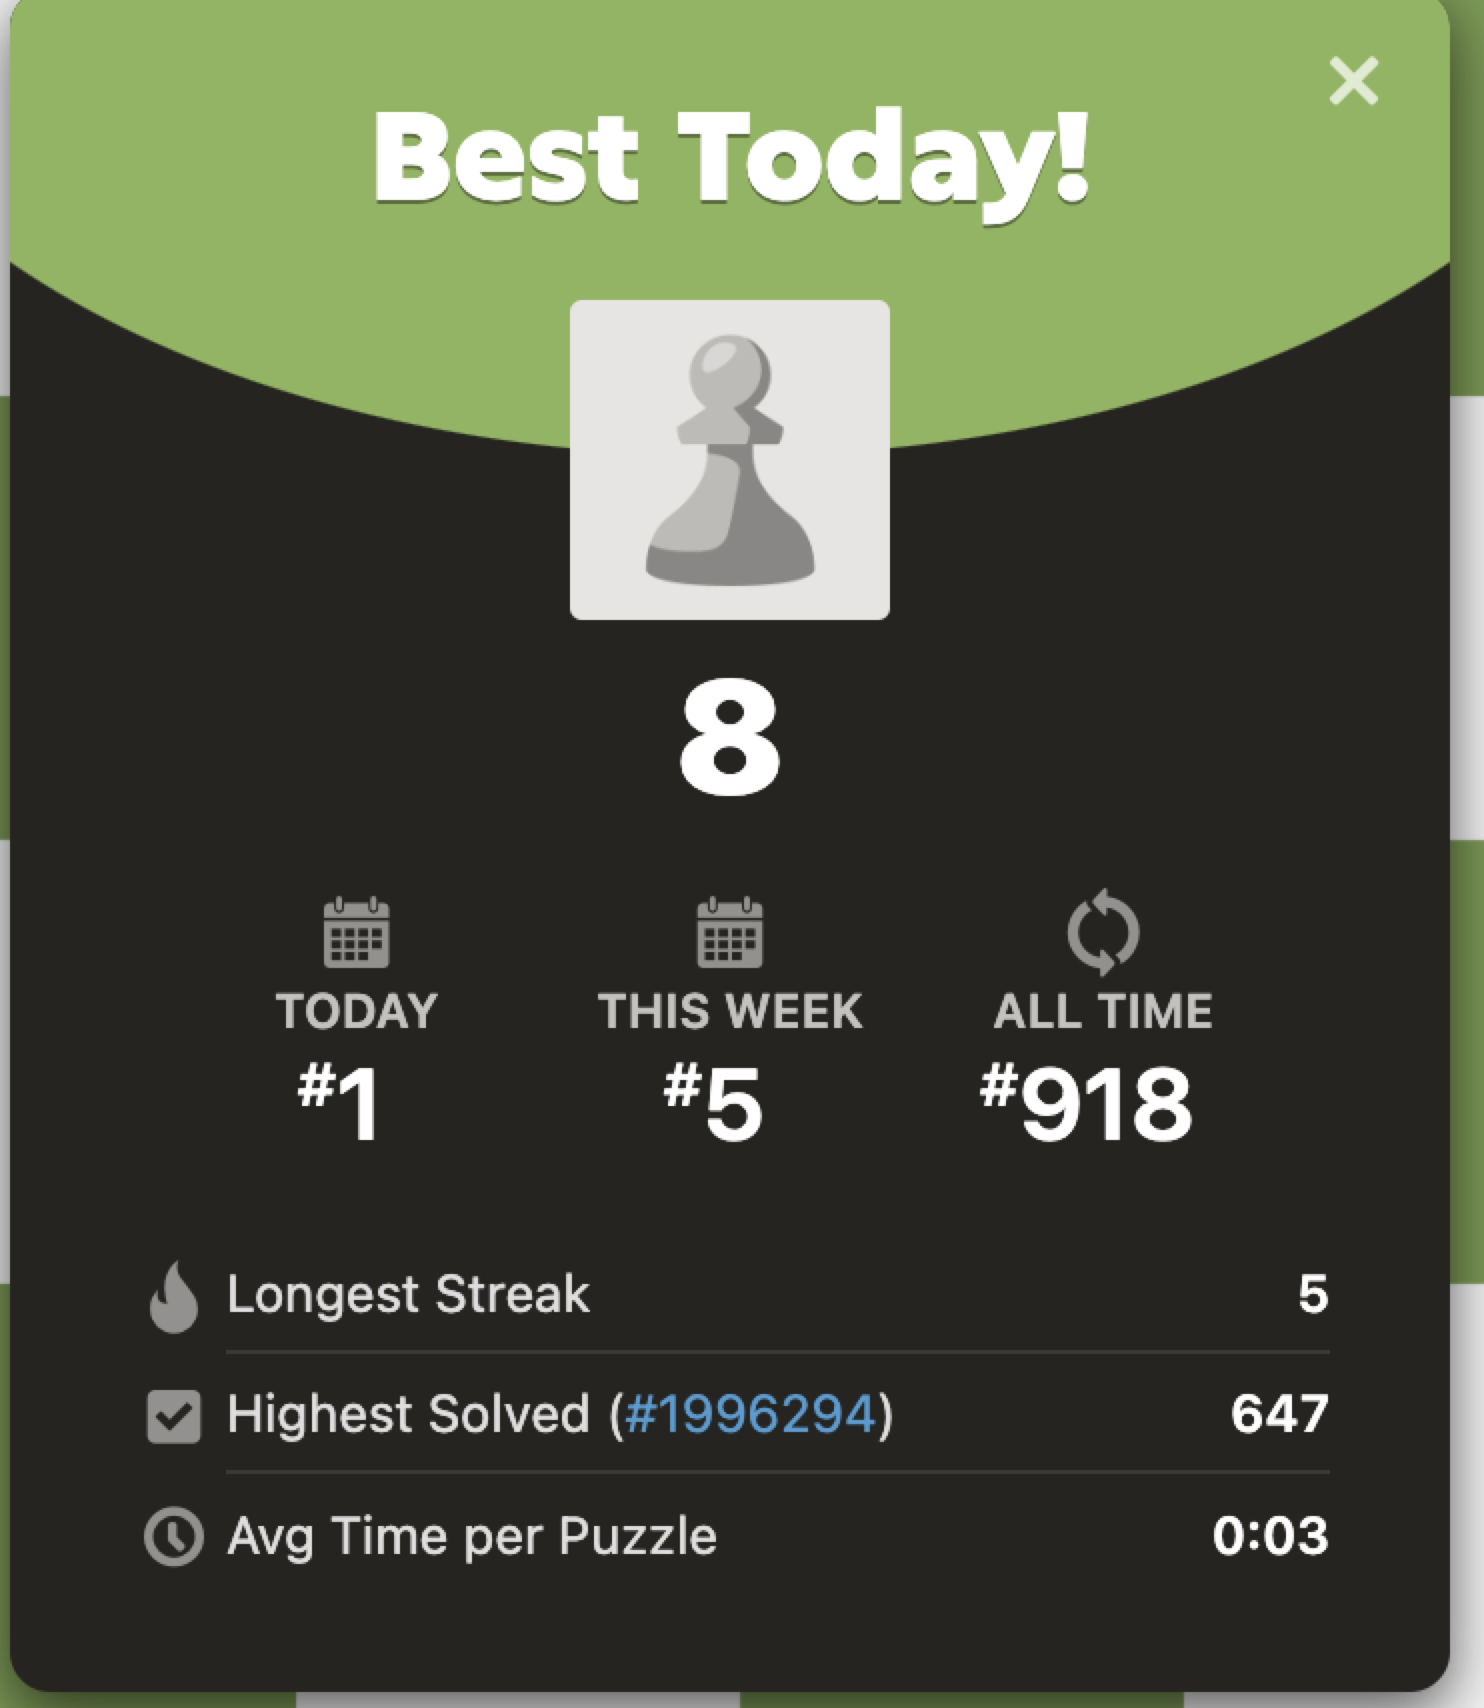 Best Today!
8
TODAY THIS WEEK ALL TIME
#1 #5 #918
Longest Streak 5
Highest Solved (#1996294) 647
Avg Time per Puzzle 0:03